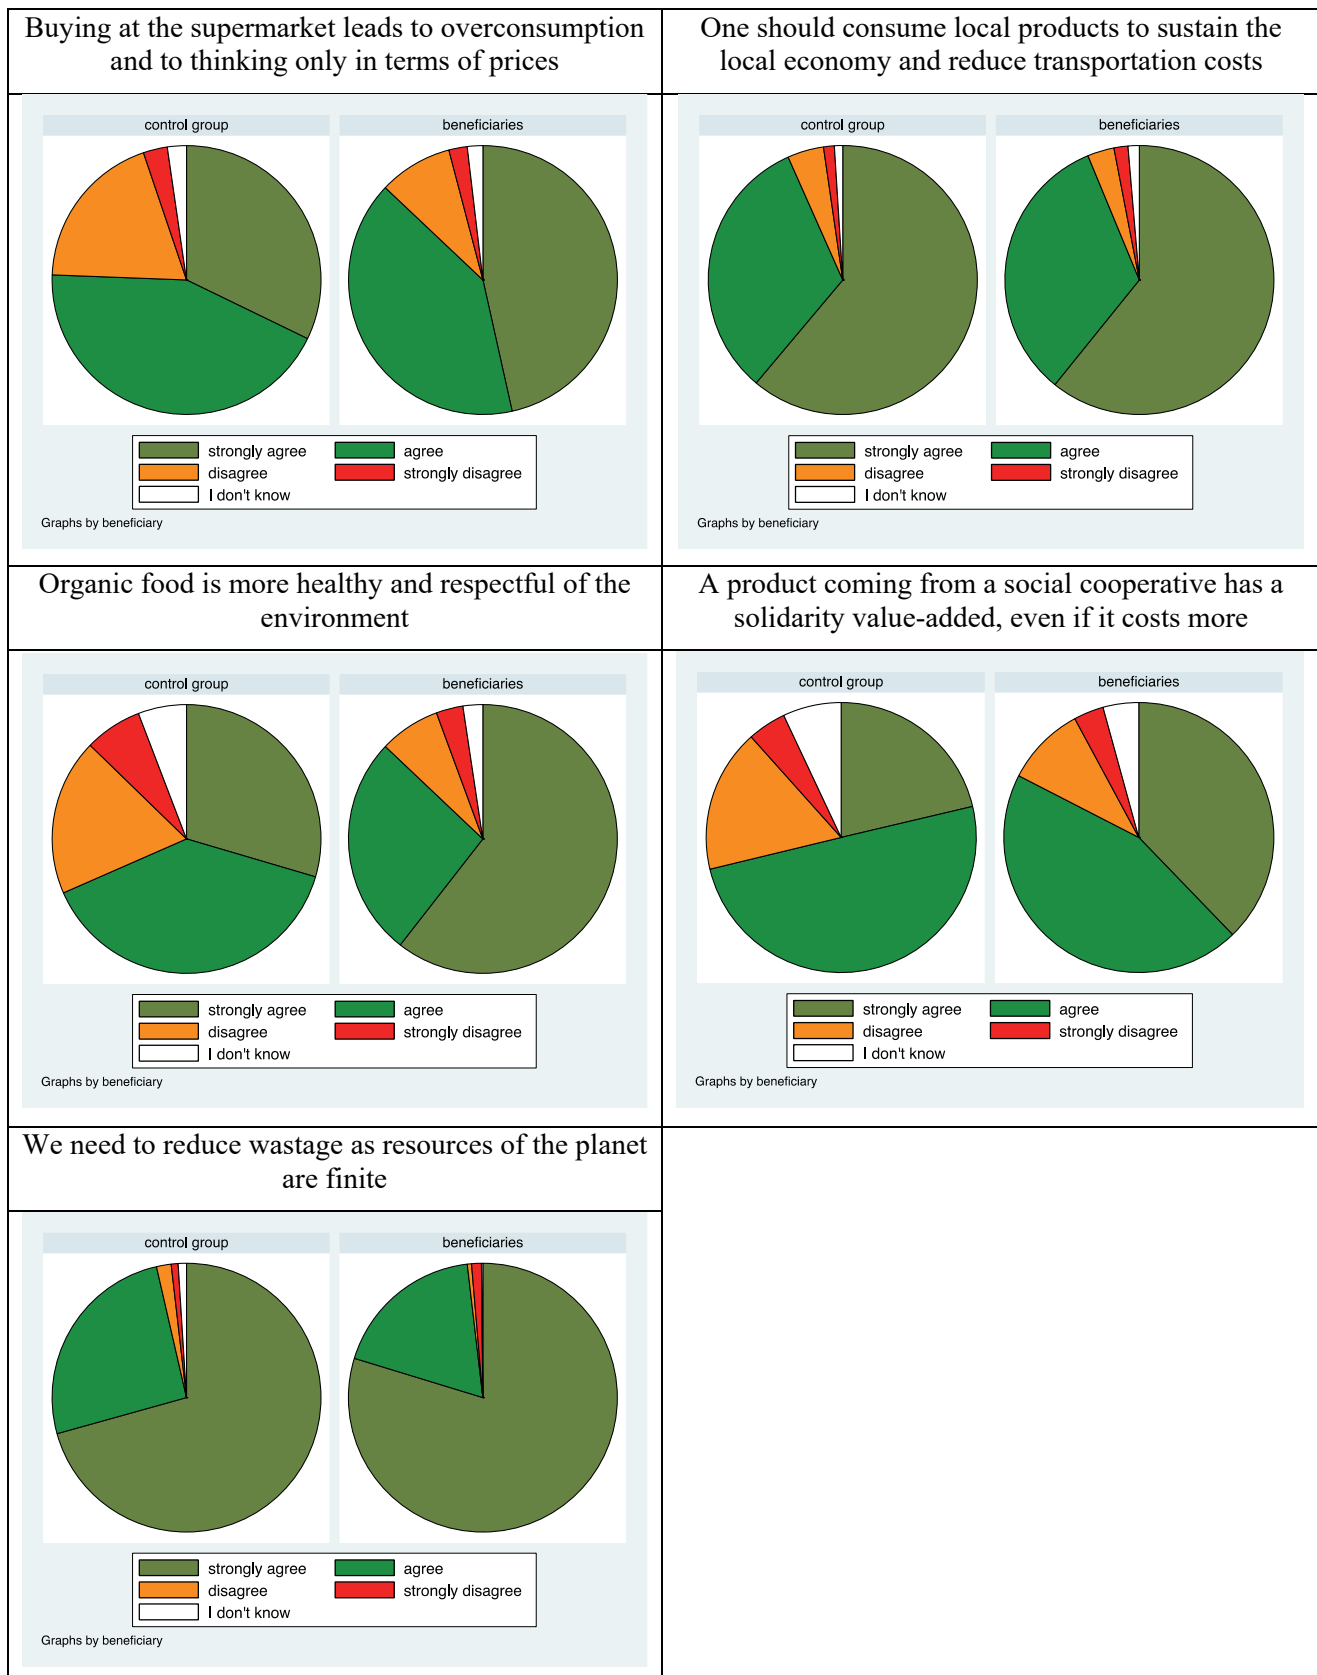 Buying at the supermarket leads to overconsumption
and to thinking only in terms of prices
control group
beneficiaries
strongly agree
agree
disagree
strongly disagree
I don't know
Graphs by beneficiary
One should consume local products to sustain the
local economy and reduce transportation costs
control group
beneficiaries
strongly agree
agree
disagree
strongly disagree
I don't know
Graphs by beneficiary
Organic food is more healthy and respectful of the
environment
control group
beneficiaries
strongly agree
agree
disagree
strongly disagree
I don't know
Graphs by beneficiary
A product coming from a social cooperative has a
solidarity value-added, even if it costs more
control group
beneficiaries
strongly agree
agree
disagree
strongly disagree
I don't know
Graphs by beneficiary
We need to reduce wastage as resources of the planet
are finite
control group
beneficiaries
strongly agree
agree
disagree
strongly disagree
I don't know
Graphs by beneficiary